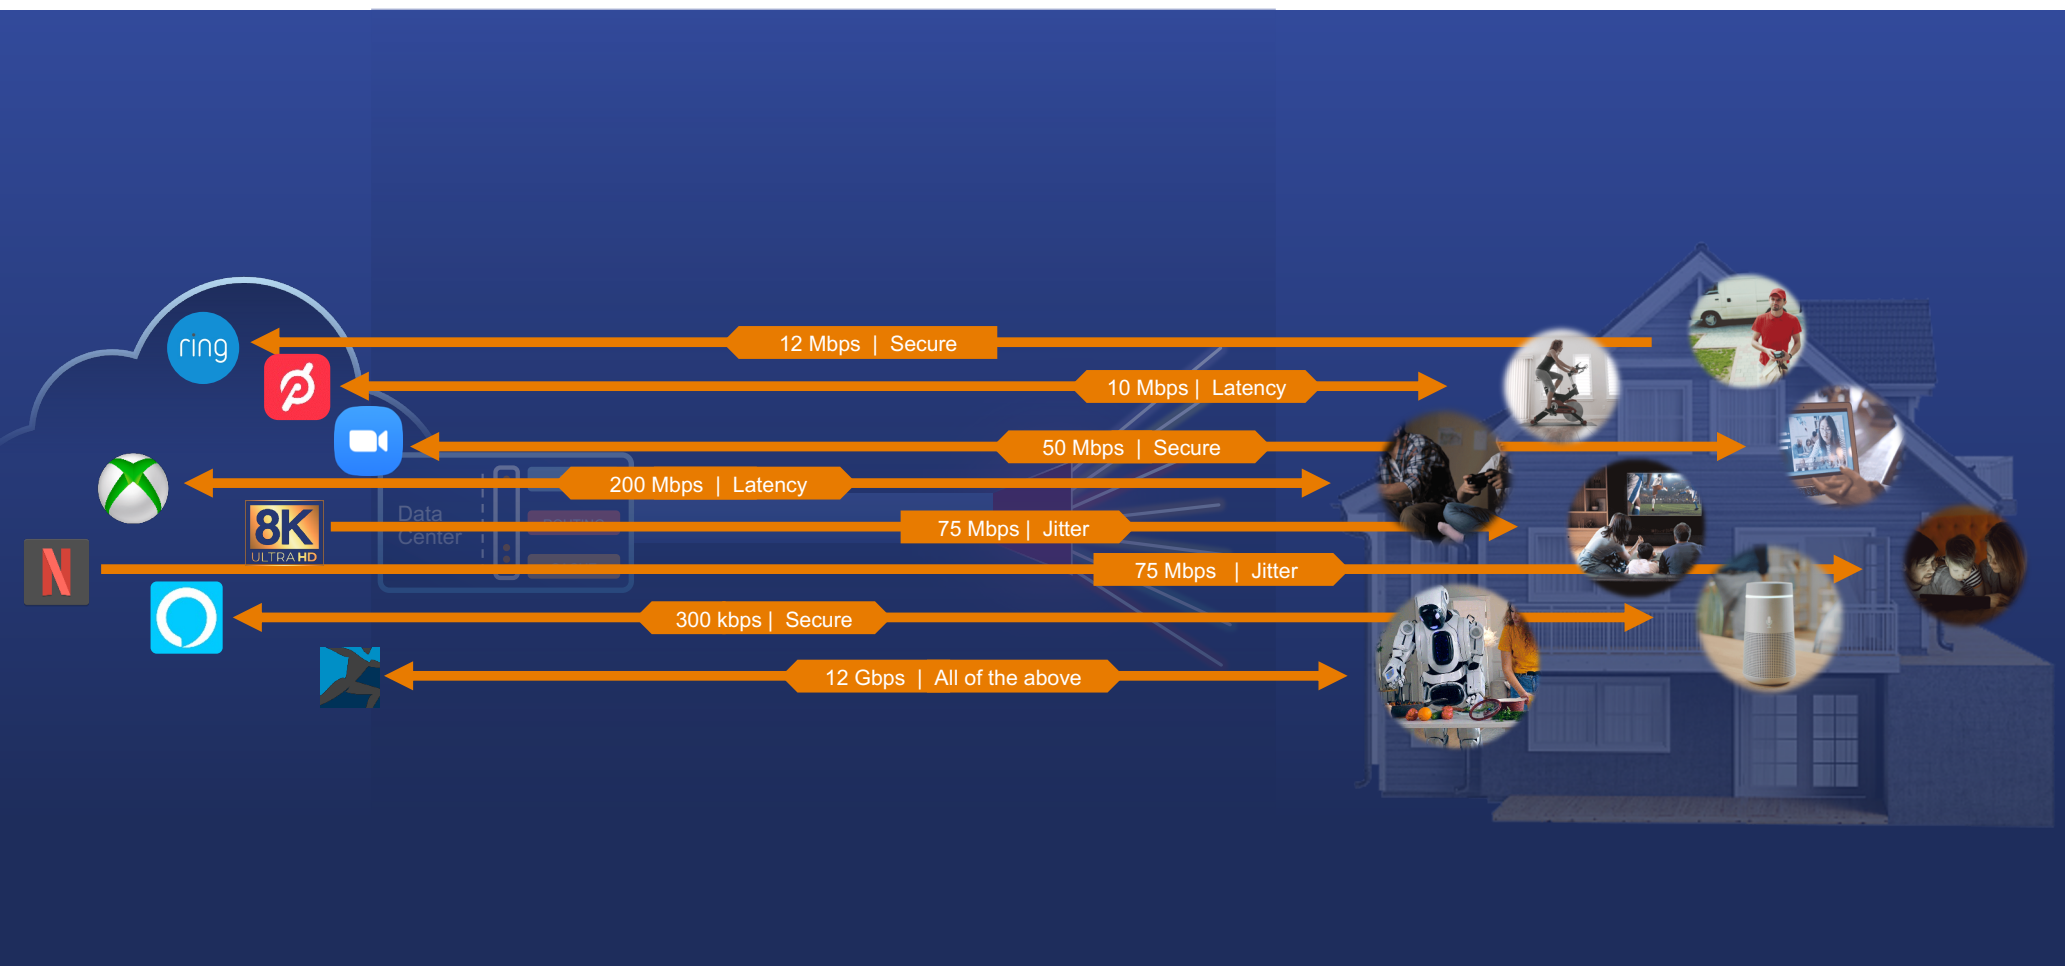 ring
12 Mbps | Secure
10 Mbps | Latency
50 Mbps | Secure
200 Mbps | Latency
Data
Center
8K
ULTRA HD
75 Mbps | Jitter
N
75 Mbps | Jitter
300 kbps | Secure
12 Gbps | All of the above